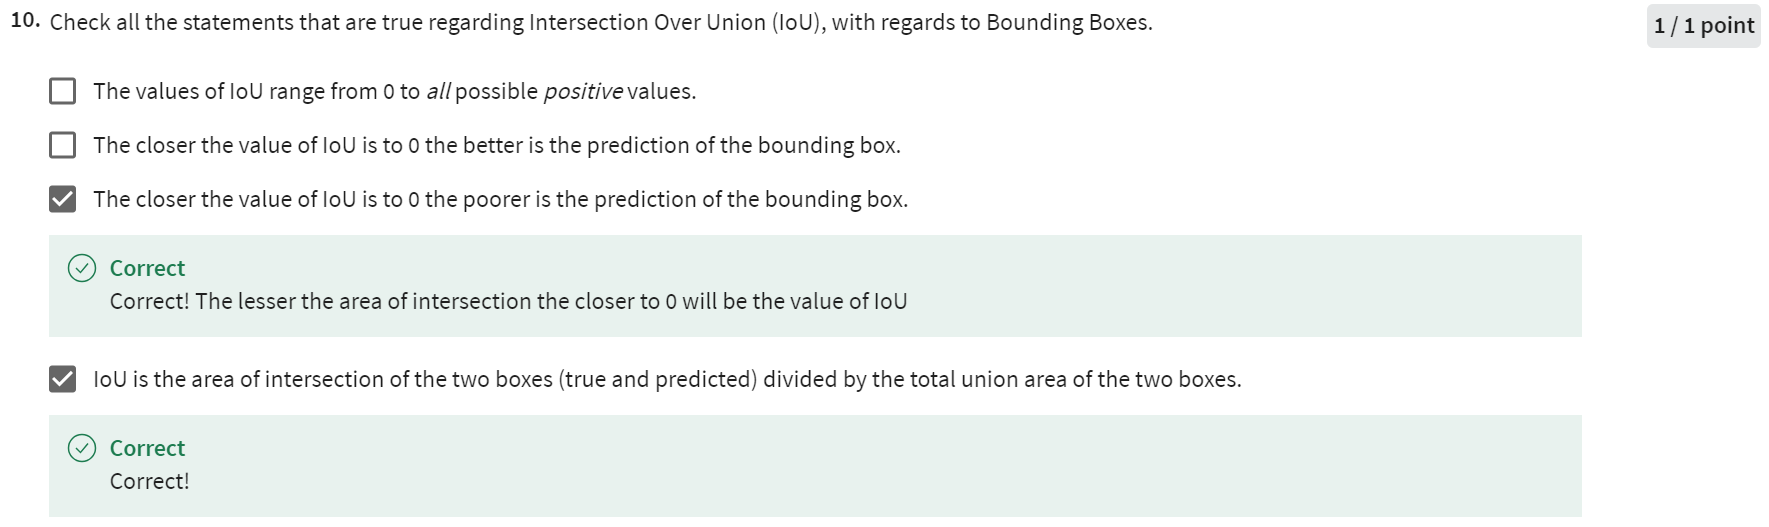 10. Check all the statements that are true regarding Intersection Over Union (IoU), with regards to Bounding Boxes.
1 / 1 point
The values of IoU range from 0 to all possible positive values.
The closer the value of IoU is to 0 the better is the prediction of the bounding box.
The closer the value of IoU is to 0 the poorer is the prediction of the bounding box.
Correct
Correct! The lesser the area of intersection the closer to 0 will be the value of IoU
IoU is the area of intersection of the two boxes (true and predicted) divided by the total union area of the two boxes.
Correct
Correct!